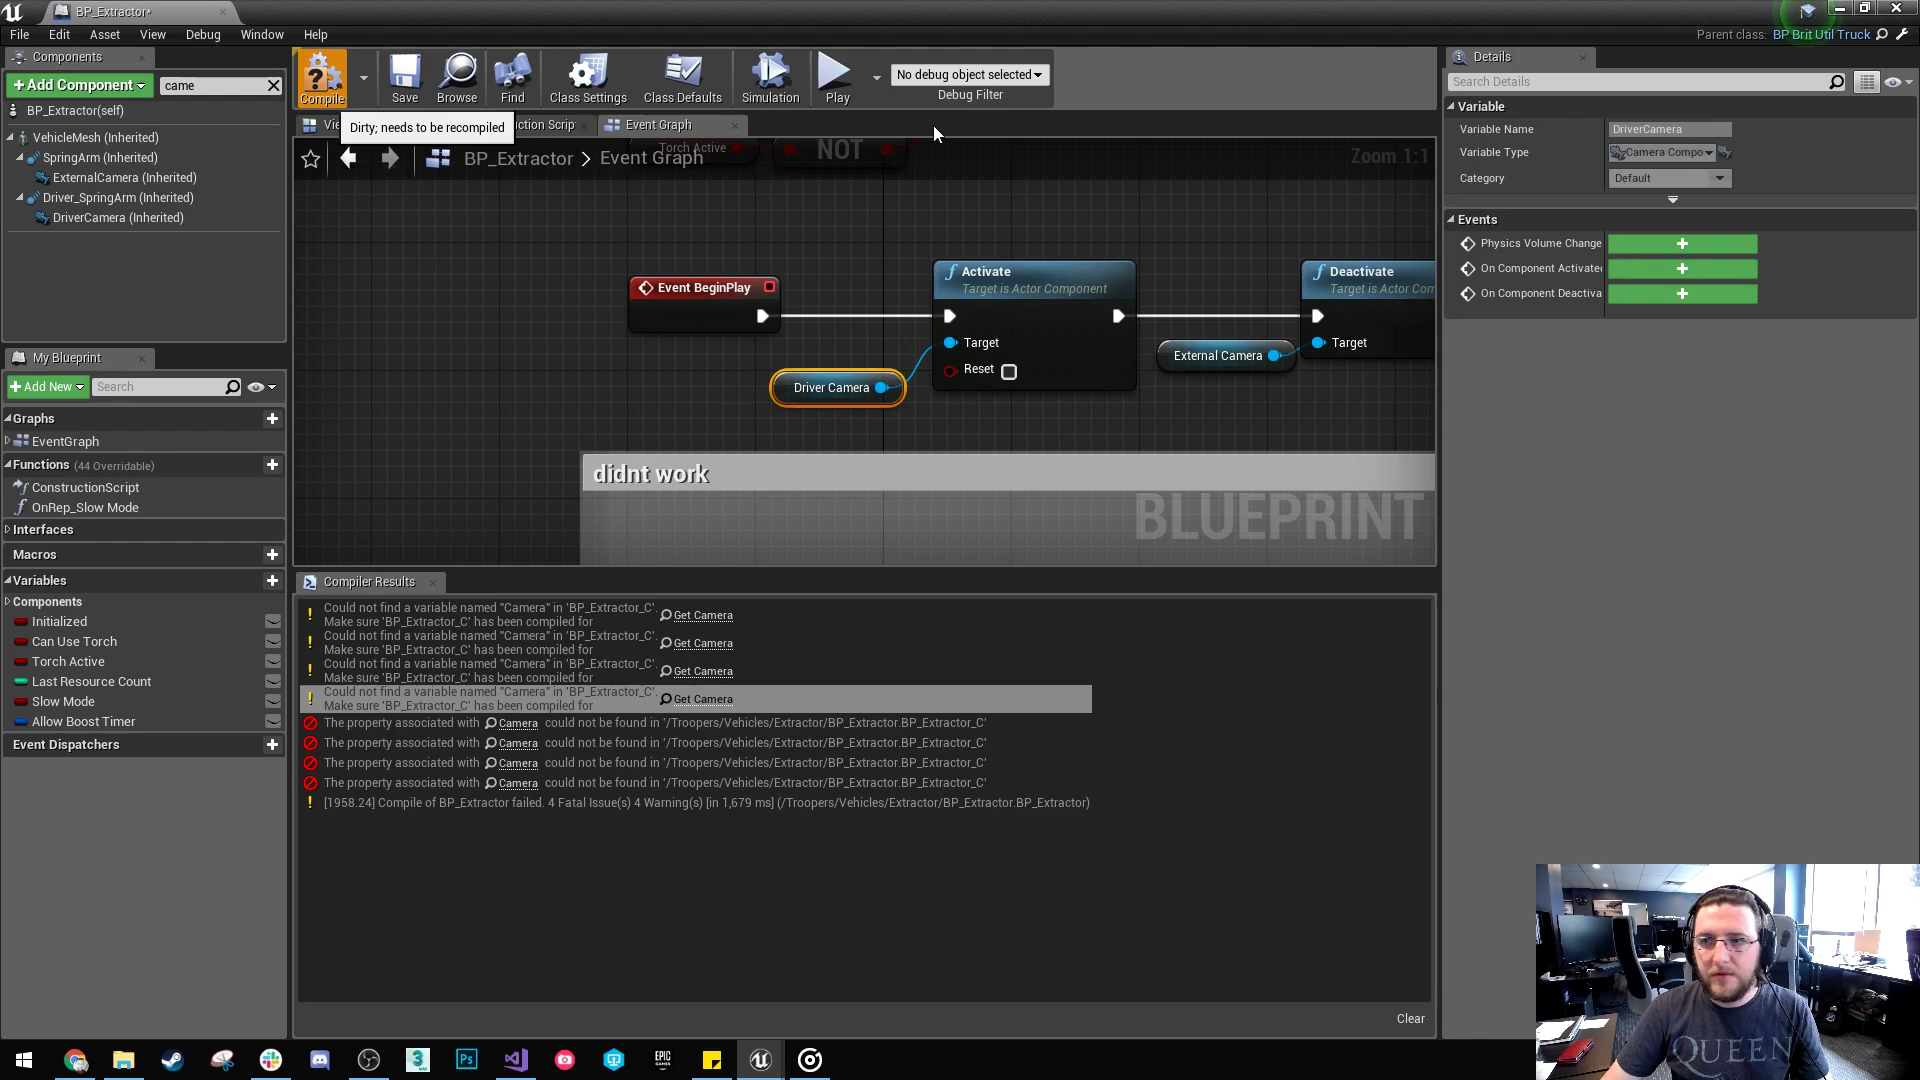 BP_Extractor*
File Edit Asset View Debug Window Help
Parent class: BP Brit Util Truck
Components
+Add Component
came
BP_Extractor(self)
VehicleMesh (Inherited)
SpringArm (Inherited)
ExternalCamera (Inherited)
Driver_SpringArm (Inherited)
DriverCamera (Inherited)
Compile
Save
Browse
Find
Class Settings
Class Defaults
Simulation
Play
No debug object selected
Debug Filter
Dirty; needs to be recompiled
Vi
ction Scrip
Event Graph
BP_Extractor > Event Graph
Torch Active
NOT
Zoom 1:1
Event BeginPlay
Activate
Target is Actor Component
Target
Reset
Driver Camera
External Camera
Deactivate
Target is Actor Com
Target
didnt work
BLUEPRINT
My Blueprint
+Add New
Search
Graphs
EventGraph
Functions (44 Overridable)
ConstructionScript
OnRep_Slow Mode
Interfaces
Macros
Variables
Components
Initialized
Can Use Torch
Torch Active
Last Resource Count
Slow Mode
Allow Boost Timer
Event Dispatchers
Compiler Results
Could not find a variable named "Camera" in 'BP_Extractor_C'.
Make sure 'BP_Extractor_C' has been compiled for
Get Camera
Could not find a variable named "Camera" in 'BP_Extractor_C'.
Make sure 'BP_Extractor_C' has been compiled for
Get Camera
Could not find a variable named "Camera" in 'BP_Extractor_C'.
Make sure 'BP_Extractor_C' has been compiled for
Get Camera
Could not find a variable named "Camera" in 'BP_Extractor_C'.
Make sure 'BP_Extractor_C' has been compiled for
Get Camera
The property associated with Camera could not be found in '/Troopers/Vehicles/Extractor/BP_Extractor.BP_Extractor_C'
The property associated with Camera could not be found in '/Troopers/Vehicles/Extractor/BP_Extractor.BP_Extractor_C'
The property associated with Camera could not be found in '/Troopers/Vehicles/Extractor/BP_Extractor.BP_Extractor_C'
The property associated with Camera could not be found in '/Troopers/Vehicles/Extractor/BP_Extractor.BP_Extractor_C'
[1958.24] Compile of BP_Extractor failed. 4 Fatal Issue(s) 4 Warning(s) [in 1,679 ms] (/Troopers/Vehicles/Extractor/BP_Extractor.BP_Extractor)
Clear
Details
Search Details
Variable
Variable Name DriverCamera
Variable Type Camera Compo
Category Default
Events
Physics Volume Change
On Component Activate
On Component Deactiva
QUEEN
Ps
EPIC
GAMES
3